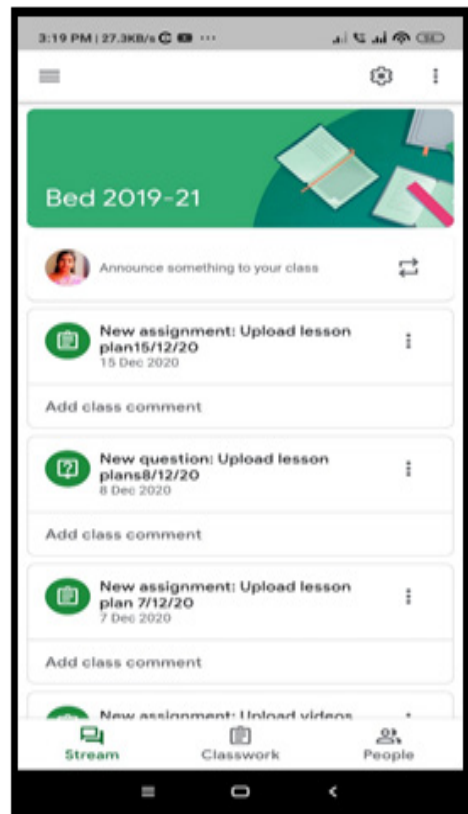 3:19 PM | 27.3KB/s
Bed 2019-21
Announce something to your class
New assignment: Upload lesson
plan15/12/20
15 Dec 2020
Add class comment
New question: Upload lesson
plans8/12/20
8 Dec 2020
Add class comment
New assignment: Upload lesson
plan 7/12/20
7 Dec 2020
Add class comment
New assignment: Upload videos
Stream Classwork People